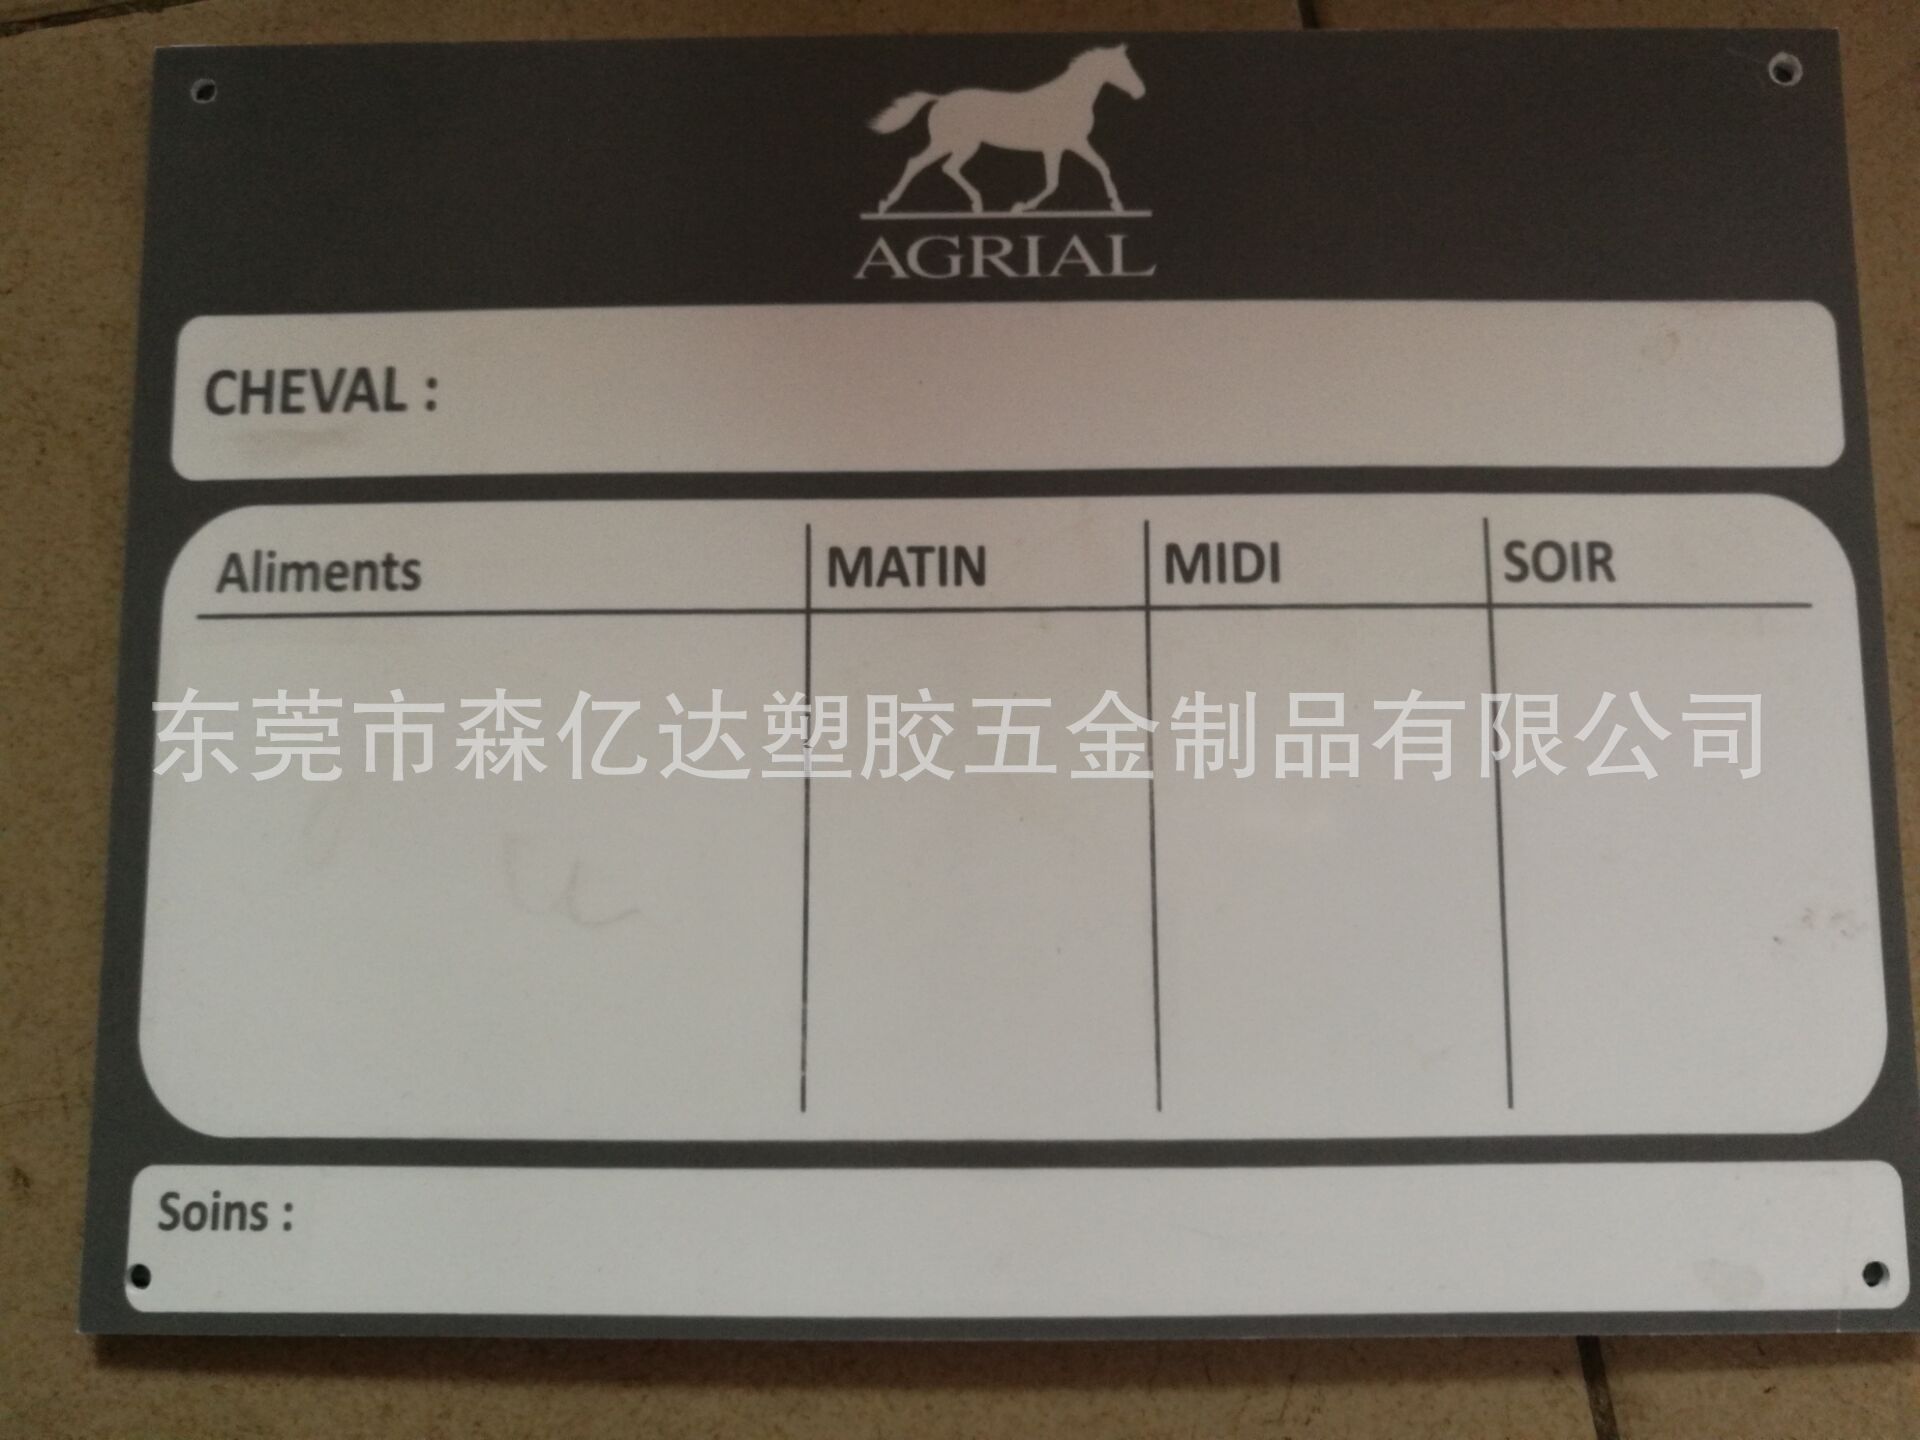 AGRIAL
CHEVAL :
Aliments MATIN MIDI SOIR
东莞市森亿达塑胶五金制品有限公司
Soins :